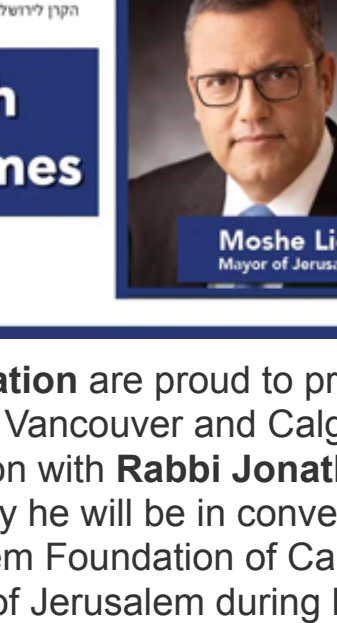 הקרן לירושל
h
mes
Moshe Li
Mayor of Jerusa
ation are proud to pr
Vancouver and Calg
on with Rabbi Jonath
y he will be in conve
em Foundation of Ca
of Jerusalem during